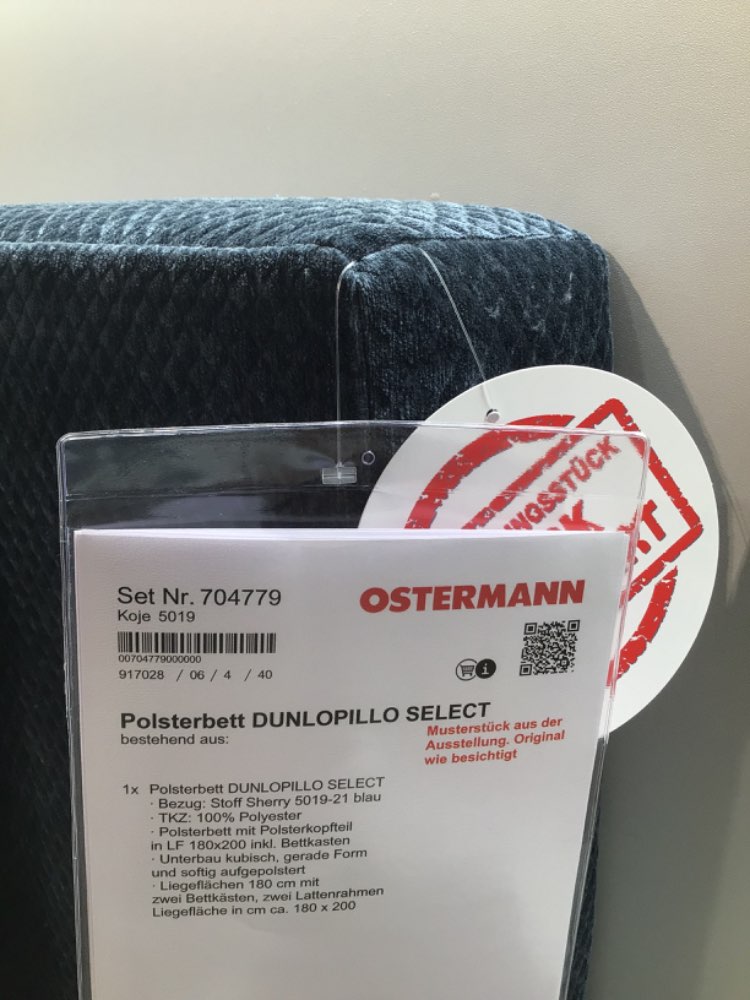 Set Nr. 704779
Koje 5019
OSTERMANN
00704779000000
917028 / 06 / 4 / 40
Polsterbett DUNLOPILLO SELECT
bestehend aus:
Musterstück aus der
Ausstellung. Original
wie besichtigt
1x Polsterbett DUNLOPILLO SELECT
· Bezug: Stoff Sherry 5019-21 blau
· TKZ: 100% Polyester
· Polsterbett mit Polsterkopfteil
in LF 180x200 inkl. Bettkasten
· Unterbau kubisch, gerade Form
und softig aufgepolstert
· Liegeflächen 180 cm mit
zwei Bettkästen, zwei Lattenrahmen
Liegefläche in cm ca. 180 x 200